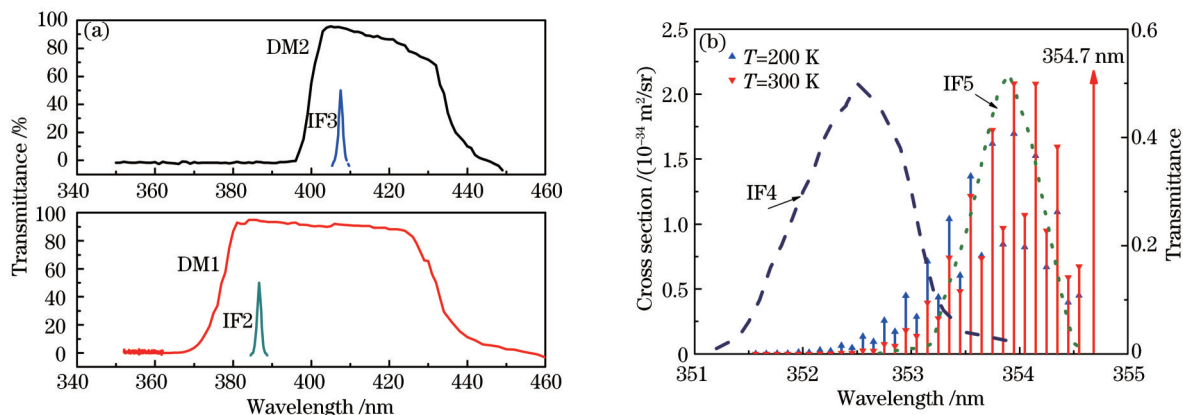 (a)
100
80
60
40
20
0
DM2
IF3
340 360 380 400 420 440 460
100
80
60
40
20
0
DM1
IF2
340 360 380 400 420 440 460
Transmittance /%
Wavelength /nm
(b)
2.5
2.0
1.5
1.0
0.5
0
Cross section /(10⁻³⁴ m²/sr)
T=200 K
T=300 K
IF5
354.7 nm
IF4
0.6
0.4
0.2
0
Transmittance
351 352 353 354 355
Wavelength /nm